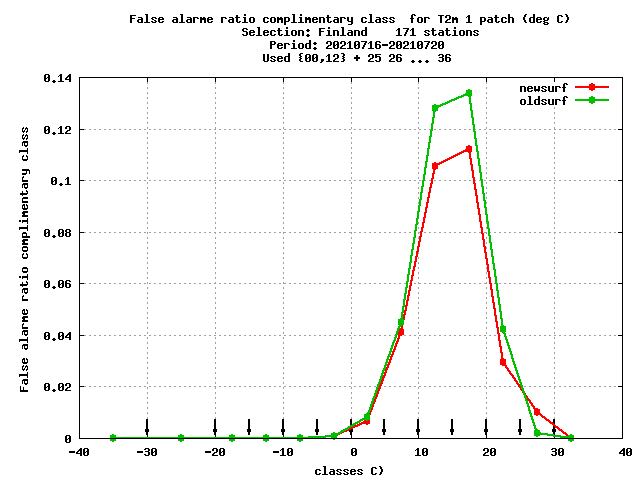 False alarme ratio complimentary class  for T2m 1 patch (deg C)
Selection: Finland    171 stations
Period: 20210716-20210720
Used {00,12} + 25 26 ... 36
newsurf
oldsurf
False alarme ratio complimentary class
0.14
0.12
0.1
0.08
0.06
0.04
0.02
0
-40 -30 -20 -10 0 10 20 30 40
classes C)